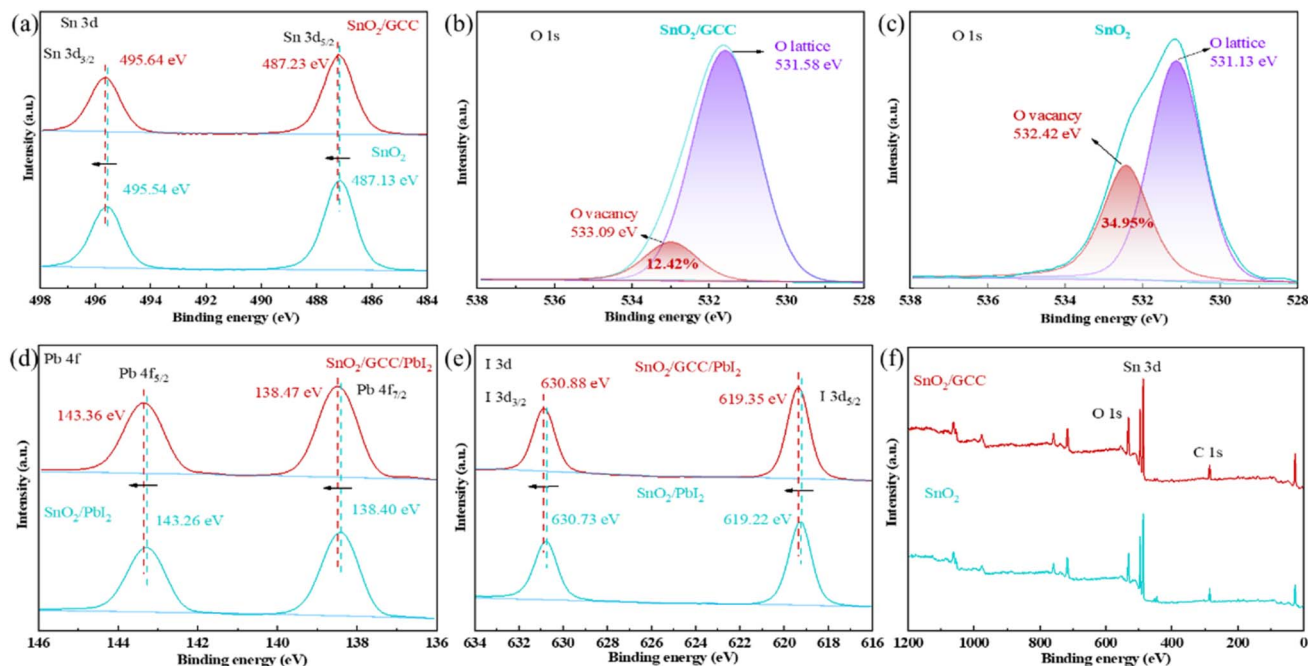 (a)
Sn 3d
SnO₂/GCC
Sn 3d₃/₂
495.64 eV
Sn 3d₅/₂
487.23 eV
SnO₂
495.54 eV
487.13 eV
Intensity (a.u.)
498 496 494 492 490 488 486 484
Binding energy (eV)
(b)
O 1s
SnO₂/GCC
O lattice
531.58 eV
O vacancy
533.09 eV
12.42%
Intensity (a.u.)
538 536 534 532 530 528
Binding energy (eV)
(c)
O 1s
SnO₂
O lattice
531.13 eV
O vacancy
532.42 eV
34.95%
Intensity (a.u.)
538 536 534 532 530 528
Binding energy (eV)
(d)
Pb 4f
SnO₂/GCC/PbI₂
Pb 4f₅/₂
Pb 4f₇/₂
143.36 eV
138.47 eV
SnO₂/PbI₂
143.26 eV
138.40 eV
Intensity (a.u.)
146 144 142 140 138 136
Binding energy (eV)
(e)
I 3d
SnO₂/GCC/PbI₂
I 3d₃/₂
630.88 eV
619.35 eV
I 3d₅/₂
SnO₂/PbI₂
630.73 eV
619.22 eV
Intensity (a.u.)
634 632 630 628 626 624 622 620 618 616
Binding energy (eV)
(f)
SnO₂/GCC
Sn 3d
O 1s
C 1s
SnO₂
Intensity (a.u.)
1200 1000 800 600 400 200 0
Binding energy (eV)